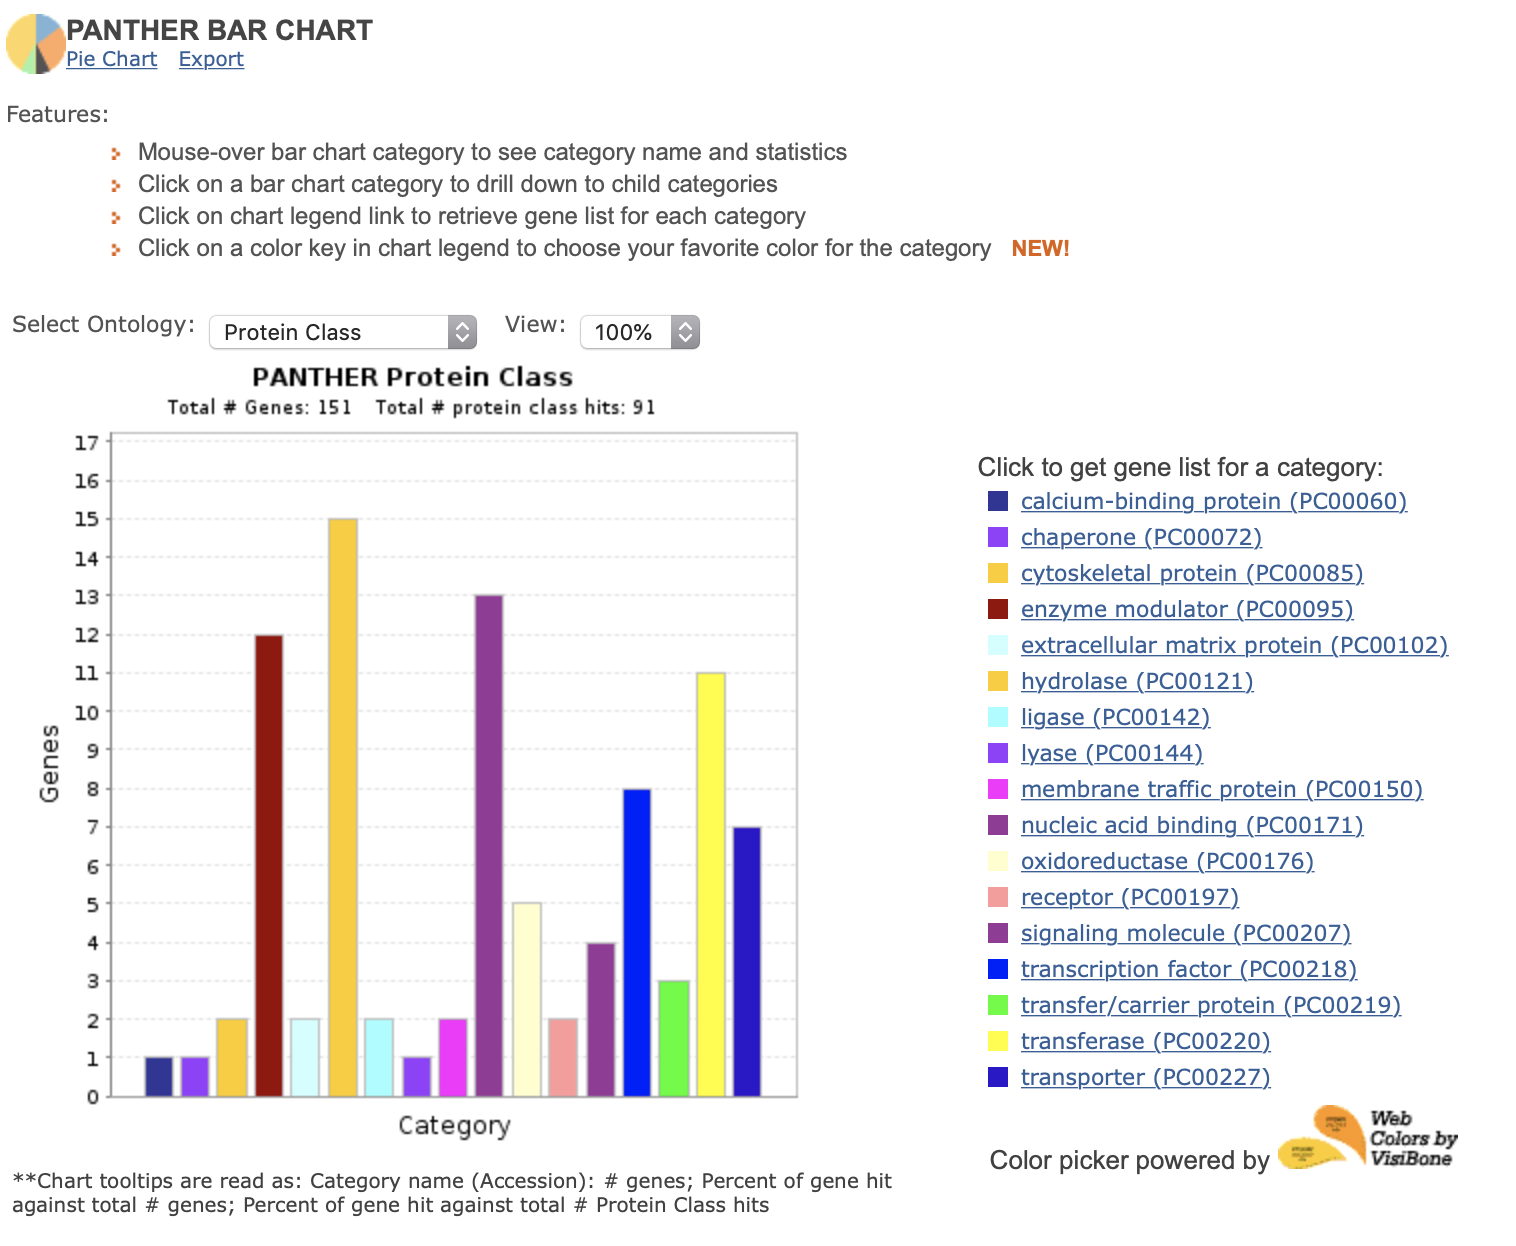 PANTHER BAR CHART
Pie Chart Export
Features:
Mouse-over bar chart category to see category name and statistics
Click on a bar chart category to drill down to child categories
Click on chart legend link to retrieve gene list for each category
Click on a color key in chart legend to choose your favorite color for the category NEW!
Select Ontology: Protein Class View: 100%
PANTHER Protein Class
Total # Genes: 151 Total # protein class hits: 91
17
16
15
14
13
12
11
10
9
8
7
6
5
4
3
2
1
0
Genes
Category
Click to get gene list for a category:
calcium-binding protein (PC00060)
chaperone (PC00072)
cytoskeletal protein (PC00085)
enzyme modulator (PC00095)
extracellular matrix protein (PC00102)
hydrolase (PC00121)
ligase (PC00142)
lyase (PC00144)
membrane traffic protein (PC00150)
nucleic acid binding (PC00171)
oxidoreductase (PC00176)
receptor (PC00197)
signaling molecule (PC00207)
transcription factor (PC00218)
transfer/carrier protein (PC00219)
transferase (PC00220)
transporter (PC00227)
Color picker powered by
Web
Colors by
VisiBone
**Chart tooltips are read as: Category name (Accession): # genes; Percent of gene hit
against total # genes; Percent of gene hit against total # Protein Class hits